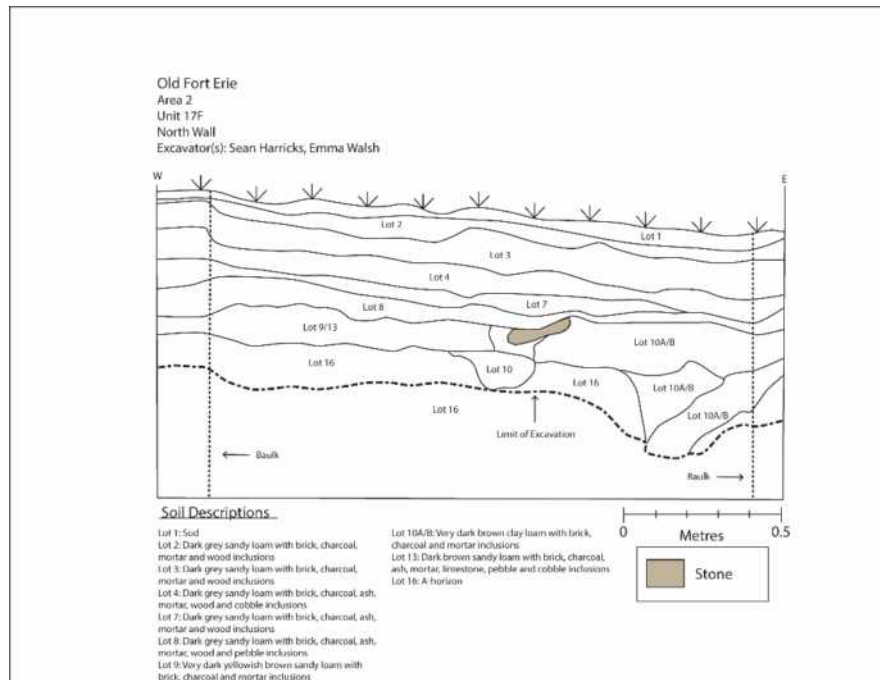 Old Fort Erie
Area 2
Unit 17F
North Wall
Excavator(s): Sean Harricks, Emma Walsh
W
E
Lot 2
Lot 1
Lot 3
Lot 4
Lot 7
Lot 8
Lot 9/13
Lot 10A/B
Lot 16
Lot 10
Lot 16
Lot 10A/B
Lot 16
Lot 10A/B
Limit of Excavation
Baulk
Baulk
Soil Descriptions
Lot 1: Sod
Lot 2: Dark grey sandy loam with brick, charcoal,
mortar and wood inclusions
Lot 3: Dark grey sandy loam with brick, charcoal,
mortar and wood inclusions
Lot 4: Dark grey sandy loam with brick, charcoal, ash,
mortar, wood and cobble inclusions
Lot 7: Dark grey sandy loam with brick, charcoal, ash,
mortar and wood inclusions
Lot 8: Dark grey sandy loam with brick, charcoal, ash,
mortar, wood and pebble inclusions
Lot 9: Very dark yellowish brown sandy loam with
brick, charcoal and mortar inclusions
Lot 10A/B: Very dark brown clay loam with brick,
charcoal and mortar inclusions
Lot 13: Dark brown sandy loam with brick, charcoal,
ash, mortar, limestone, pebble and cobble inclusions
Lot 16: A-horizon
0
Metres
0.5
Stone